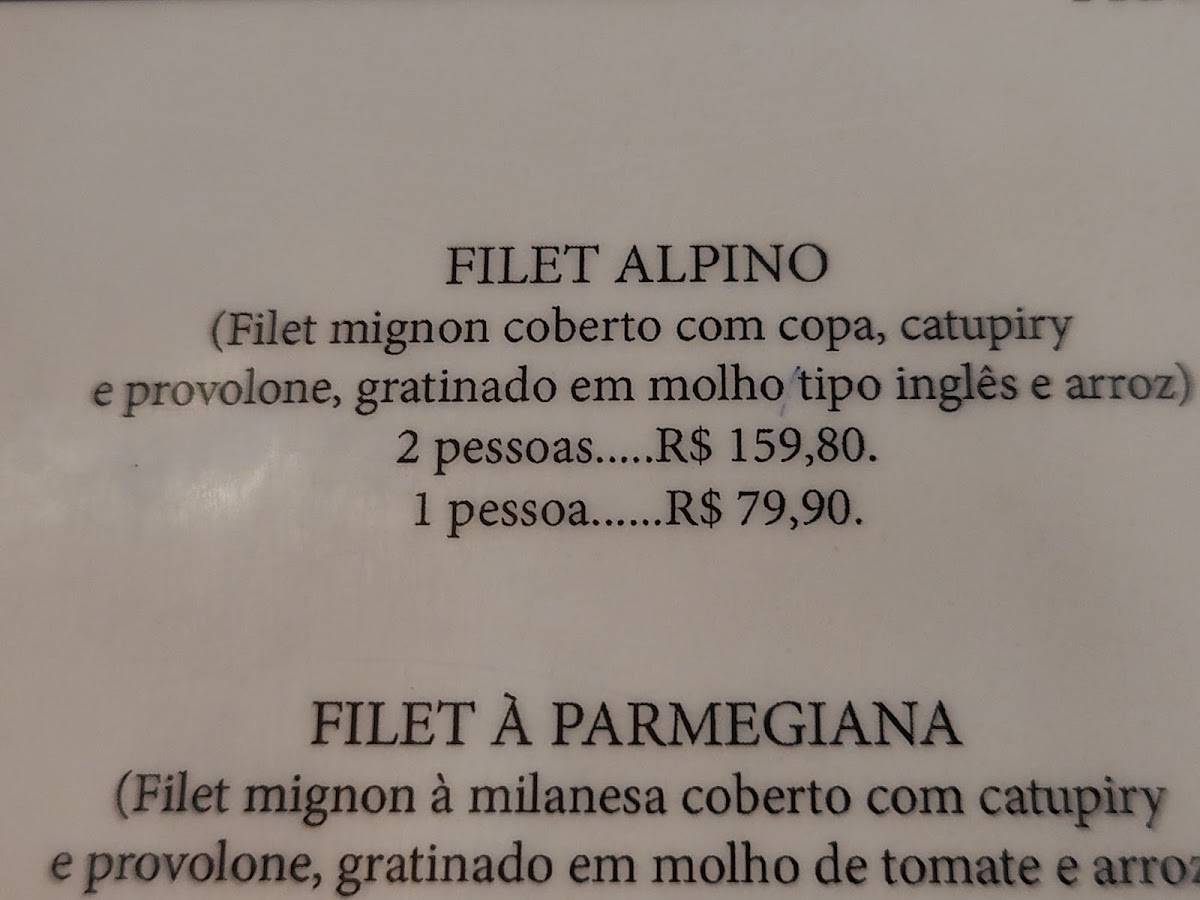 FILET ALPINO
(Filet mignon coberto com copa, catupiry
e provolone, gratinado em molho tipo inglês e arroz)
2 pessoas.....R$ 159,80.
1 pessoa......R$ 79,90.
FILET À PARMEGIANA
(Filet mignon à milanesa coberto com catupiry
e provolone, gratinado em molho de tomate e arroz